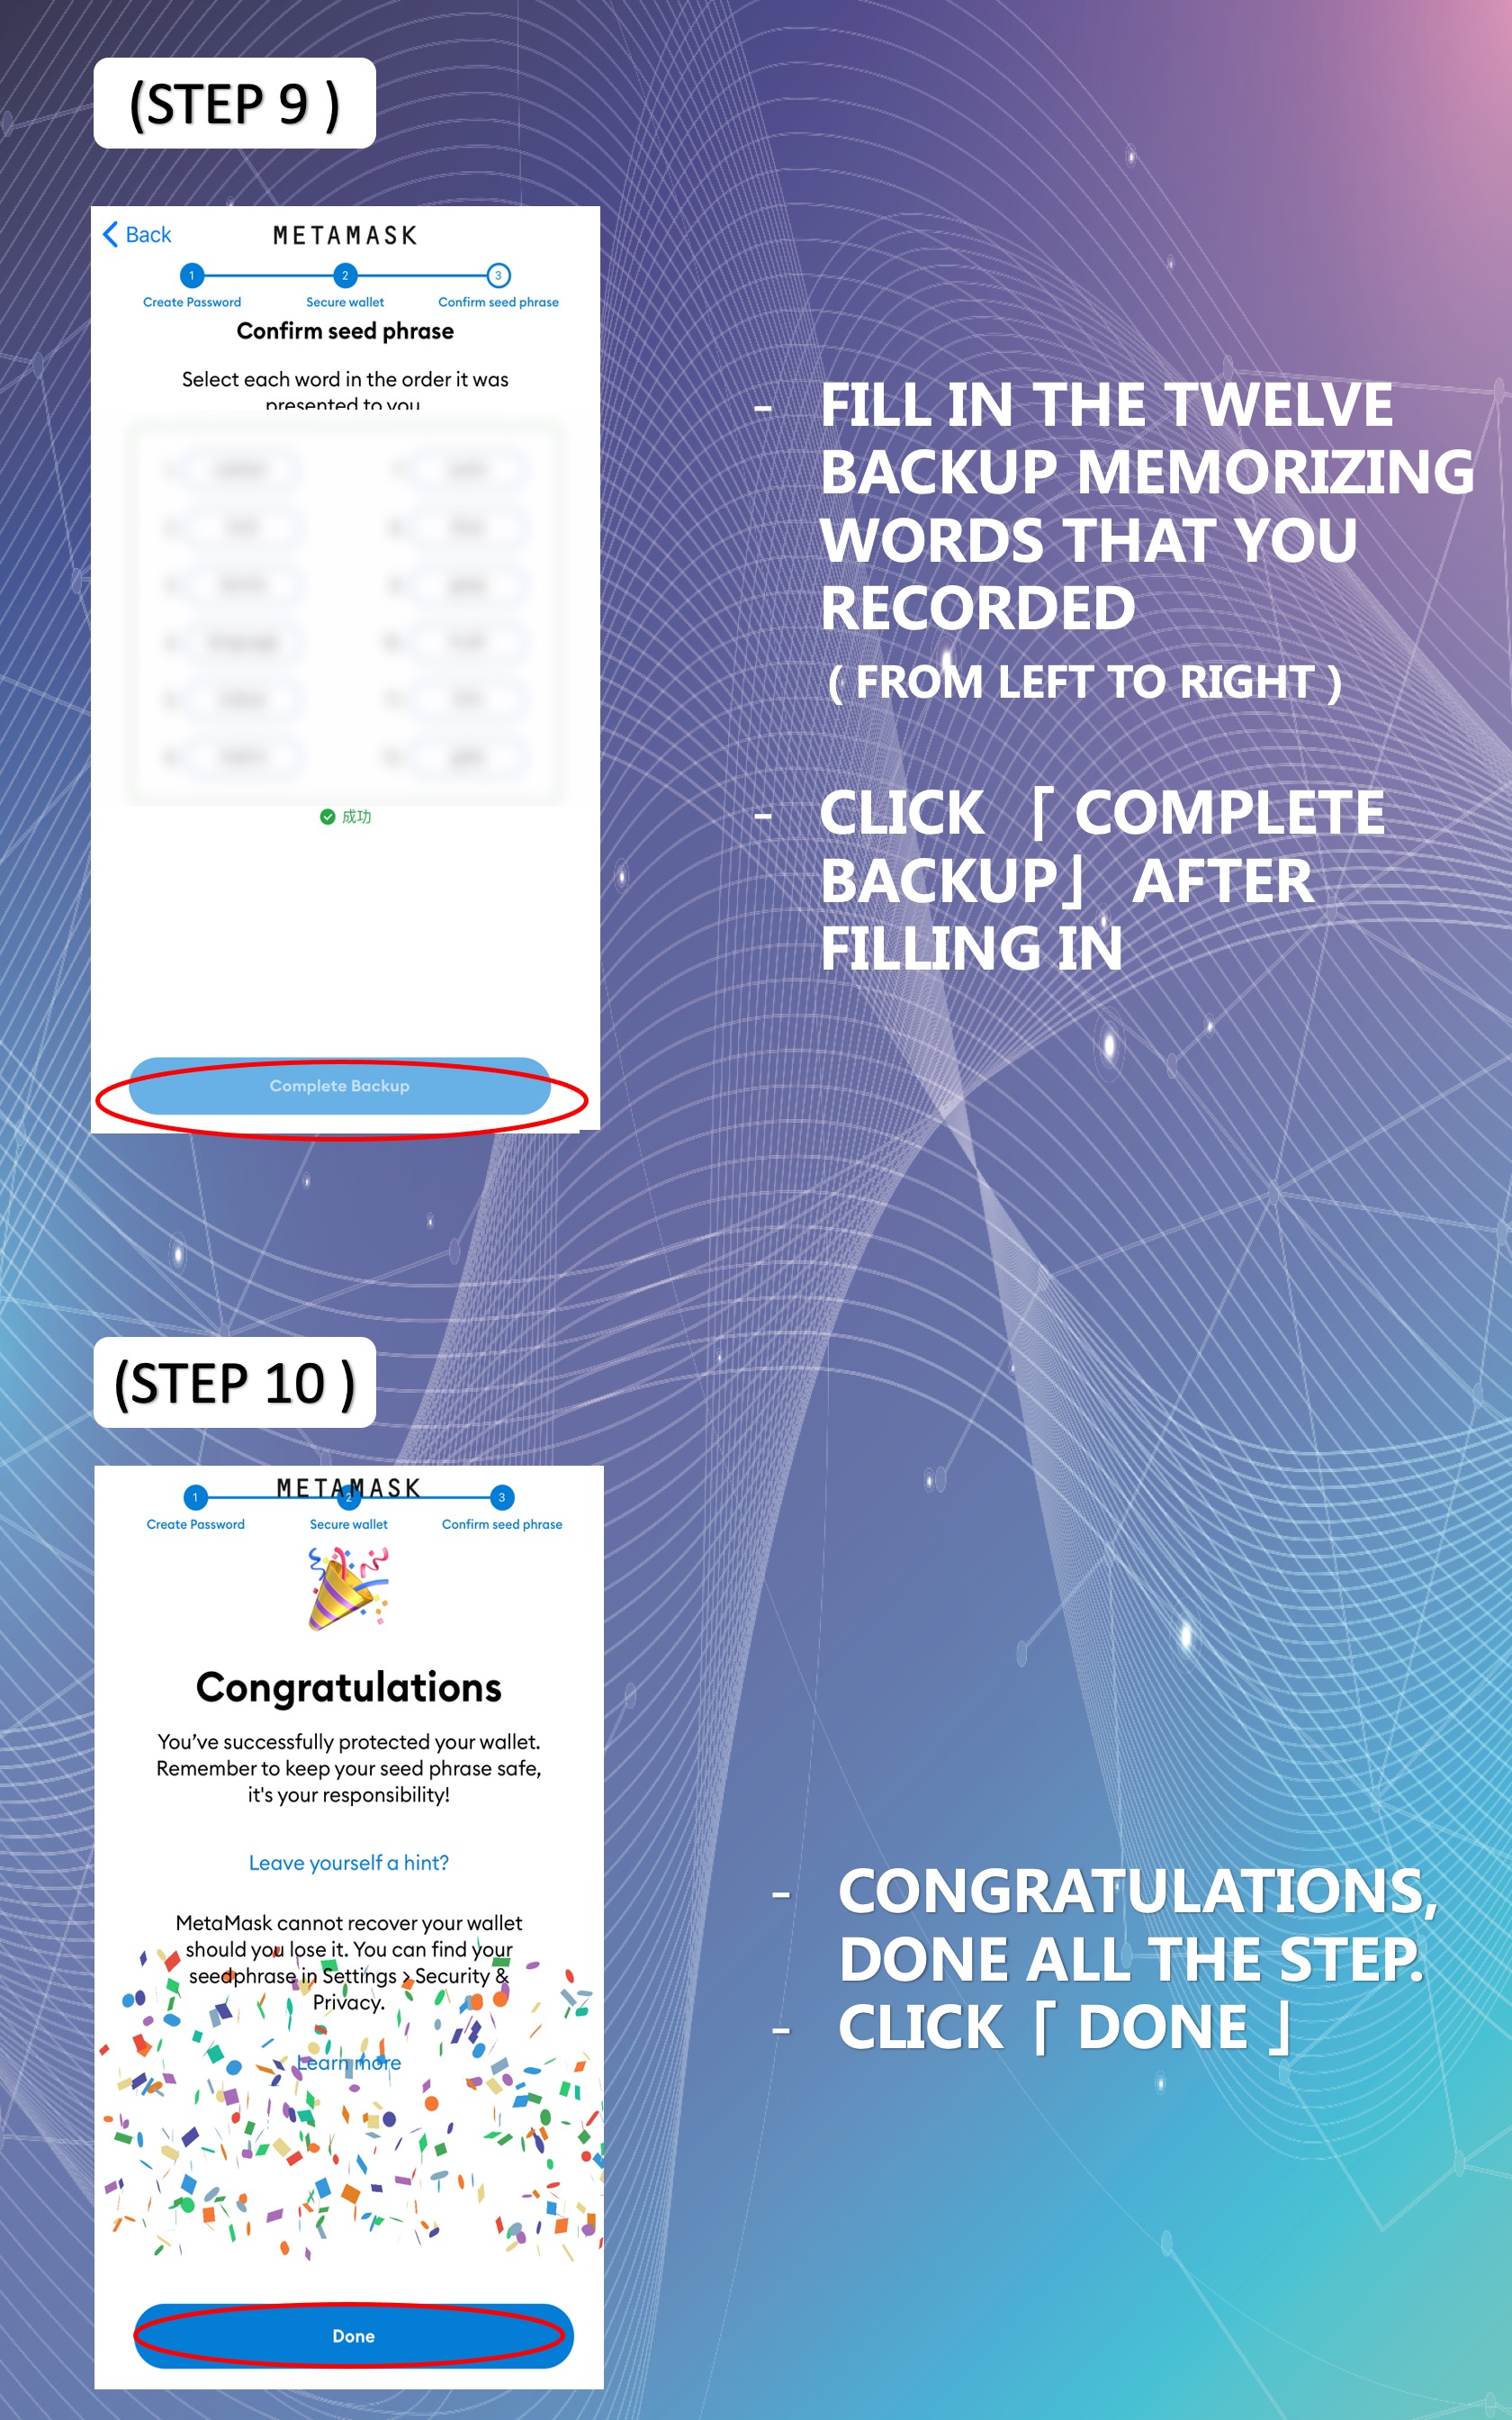 (STEP 9 )
Back
METAMASK
1 2 3
Create Password Secure wallet Confirm seed phrase
Confirm seed phrase
Select each word in the order it was
presented to you
成功
Complete Backup
- FILL IN THE TWELVE
BACKUP MEMORIZING
WORDS THAT YOU
RECORDED
( FROM LEFT TO RIGHT )
- CLICK 「 COMPLETE
BACKUP」 AFTER
FILLING IN
(STEP 10 )
METAMASK
1 2 3
Create Password Secure wallet Confirm seed phrase
Congratulations
You’ve successfully protected your wallet.
Remember to keep your seed phrase safe,
it's your responsibility!
Leave yourself a hint?
MetaMask cannot recover your wallet
should you lose it. You can find your
seedphrase in Settings > Security &
Privacy.
Learn more
Done
- CONGRATULATIONS,
DONE ALL THE STEP.
- CLICK「 DONE 」